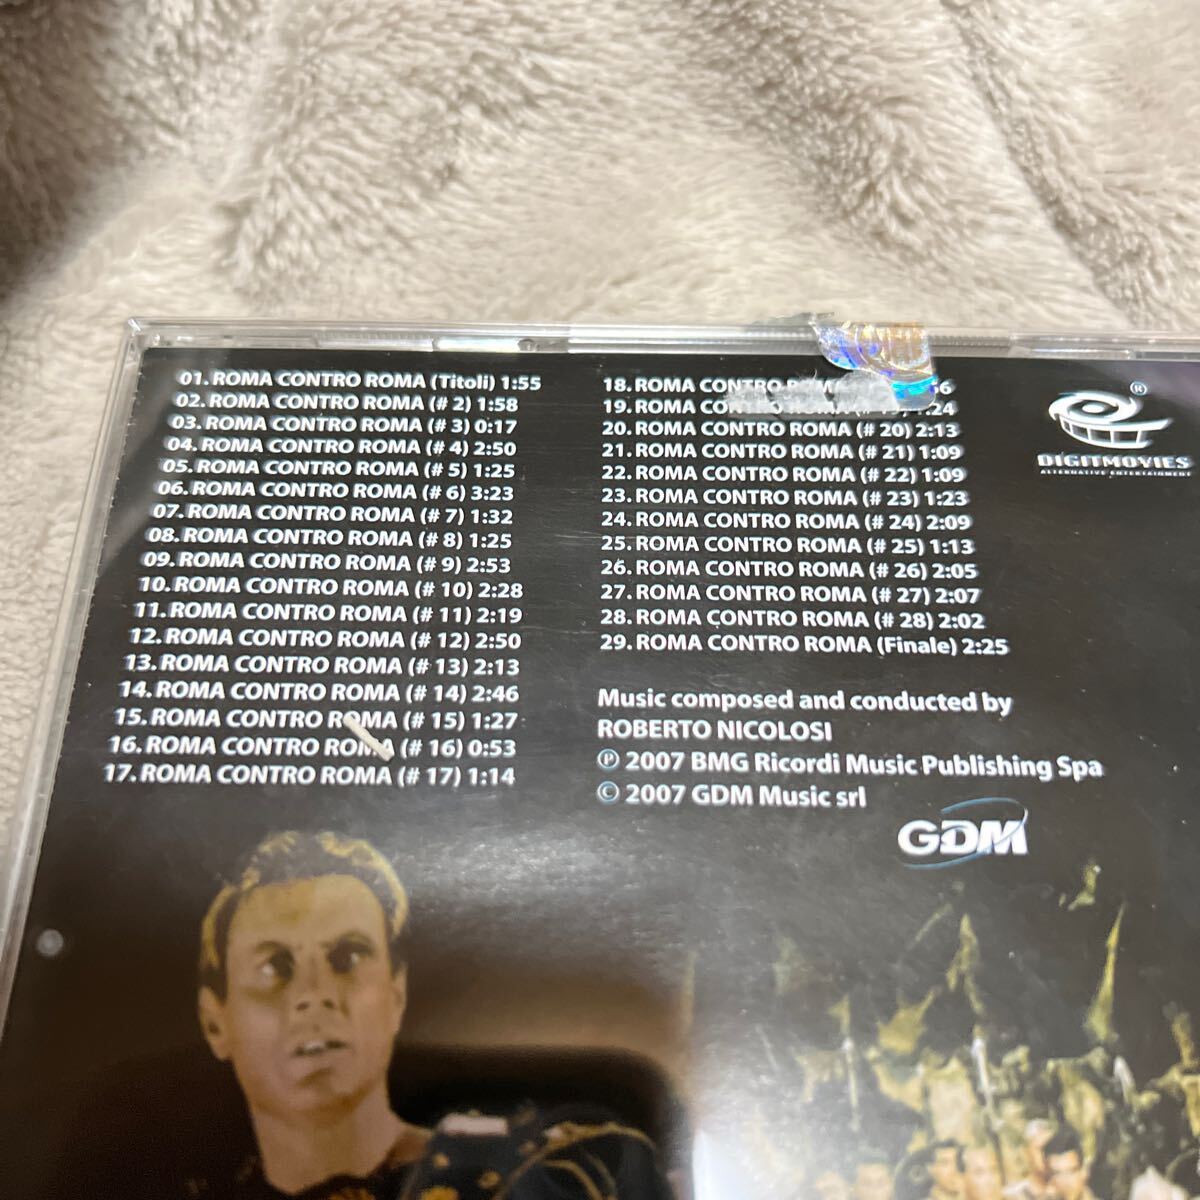 01. ROMA CONTRO ROMA (Titoli) 1:55
02. ROMA CONTRO ROMA (# 2) 1:58
03. ROMA CONTRO ROMA (# 3) 0:17
04. ROMA CONTRO ROMA (# 4) 2:50
05. ROMA CONTRO ROMA (# 5) 1:25
06. ROMA CONTRO ROMA (# 6) 3:23
07. ROMA CONTRO ROMA (# 7) 1:32
08. ROMA CONTRO ROMA (# 8) 1:25
09. ROMA CONTRO ROMA (# 9) 2:53
10. ROMA CONTRO ROMA (# 10) 2:28
11. ROMA CONTRO ROMA (# 11) 2:19
12. ROMA CONTRO ROMA (# 12) 2:50
13. ROMA CONTRO ROMA (# 13) 2:13
14. ROMA CONTRO ROMA (# 14) 2:46
15. ROMA CONTRO ROMA (# 15) 1:27
16. ROMA CONTRO ROMA (# 16) 0:53
17. ROMA CONTRO ROMA (# 17) 1:14
18. ROMA CONTRO ROMA
19. ROMA
20. ROMA CONTRO ROMA (# 20) 2:13
21. ROMA CONTRO ROMA (# 21) 1:09
22. ROMA CONTRO ROMA (# 22) 1:09
23. ROMA CONTRO ROMA (# 23) 1:23
24. ROMA CONTRO ROMA (# 24) 2:09
25. ROMA CONTRO ROMA (# 25) 1:13
26. ROMA CONTRO ROMA (# 26) 2:05
27. ROMA CONTRO ROMA (# 27) 2:07
28. ROMA CONTRO ROMA (# 28) 2:02
29. ROMA CONTRO ROMA (Finale) 2:25
Music composed and conducted by
ROBERTO NICOLOSI
℗ 2007 BMG Ricordi Music Publishing Spa
© 2007 GDM Music srl
GDM
®
DIGITMOVIES
ALTERNATIVE ENTERTAINMENT